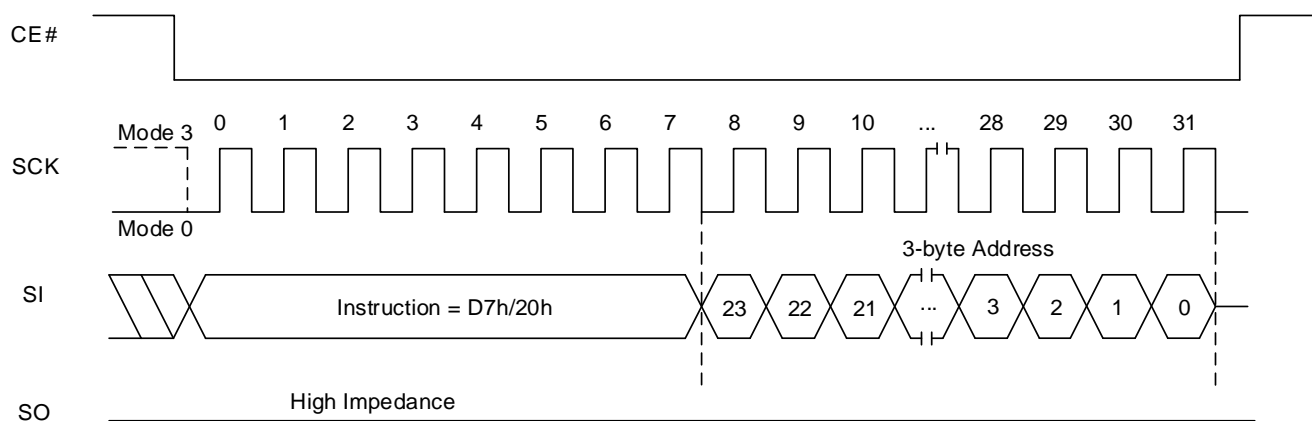 CE#
Mode 3 0 1 2 3 4 5 6 7 8 9 10 ... 28 29 30 31
SCK
Mode 0
3-byte Address
SI Instruction = D7h/20h 23 22 21 ... 3 2 1 0
High Impedance
SO